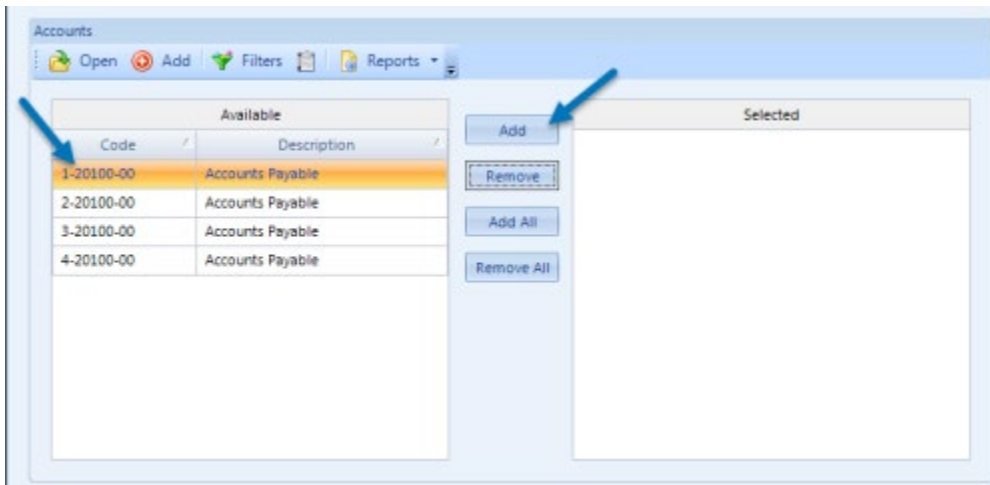 Accounts
Open Add Filters Reports
Available
Selected
Code Description
1-20100-00 Accounts Payable
2-20100-00 Accounts Payable
3-20100-00 Accounts Payable
4-20100-00 Accounts Payable
Add
Remove
Add All
Remove All